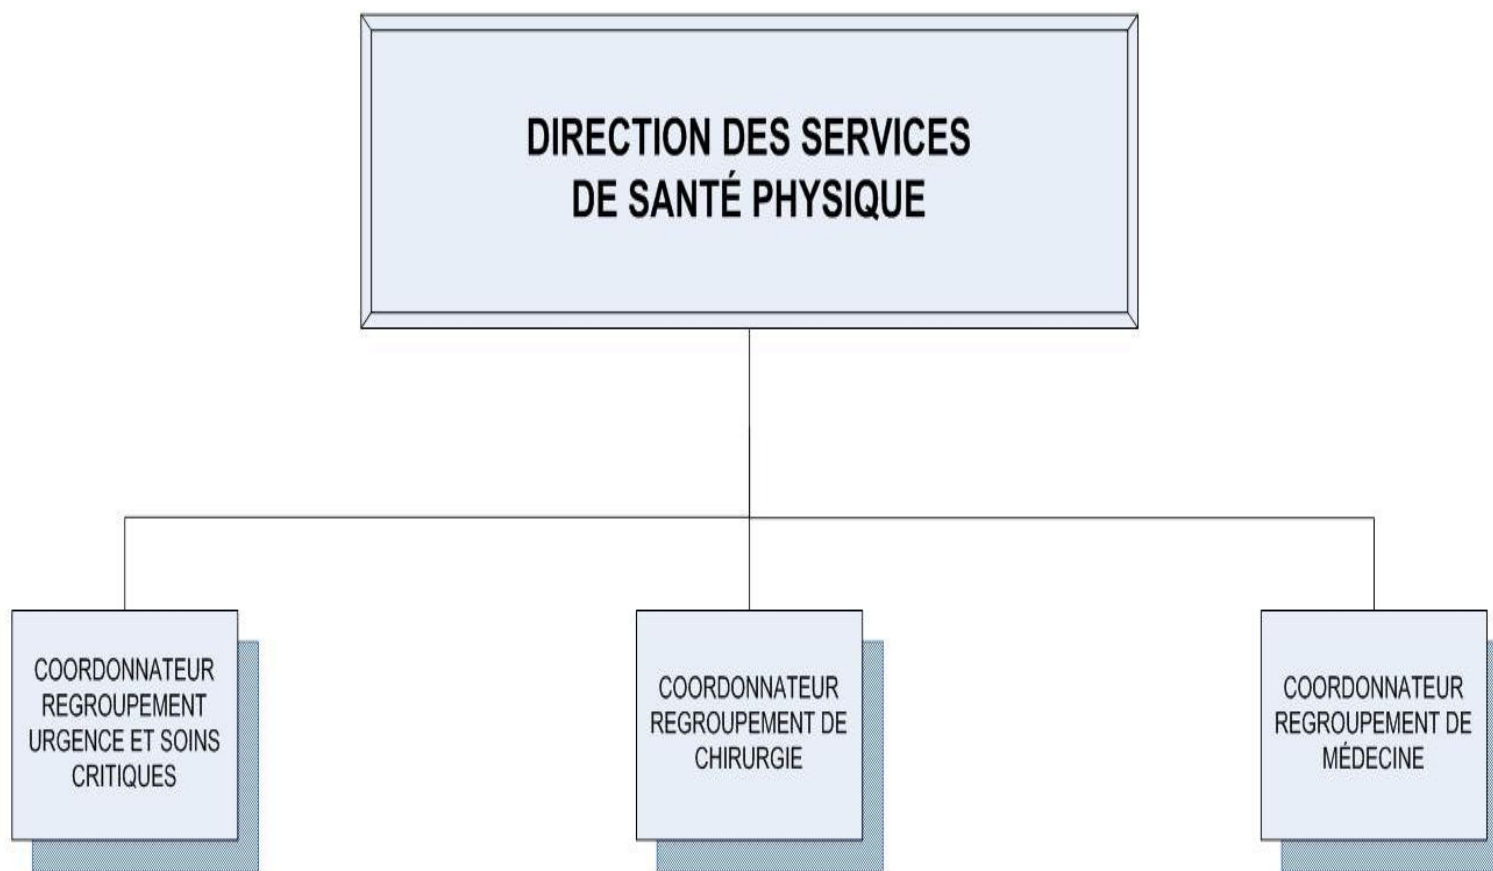 DIRECTION DES SERVICES
DE SANTÉ PHYSIQUE
COORDONNATEUR
REGROUPEMENT
URGENCE ET SOINS
CRITIQUES
COORDONNATEUR
REGROUPEMENT DE
CHIRURGIE
COORDONNATEUR
REGROUPEMENT DE
MÉDECINE